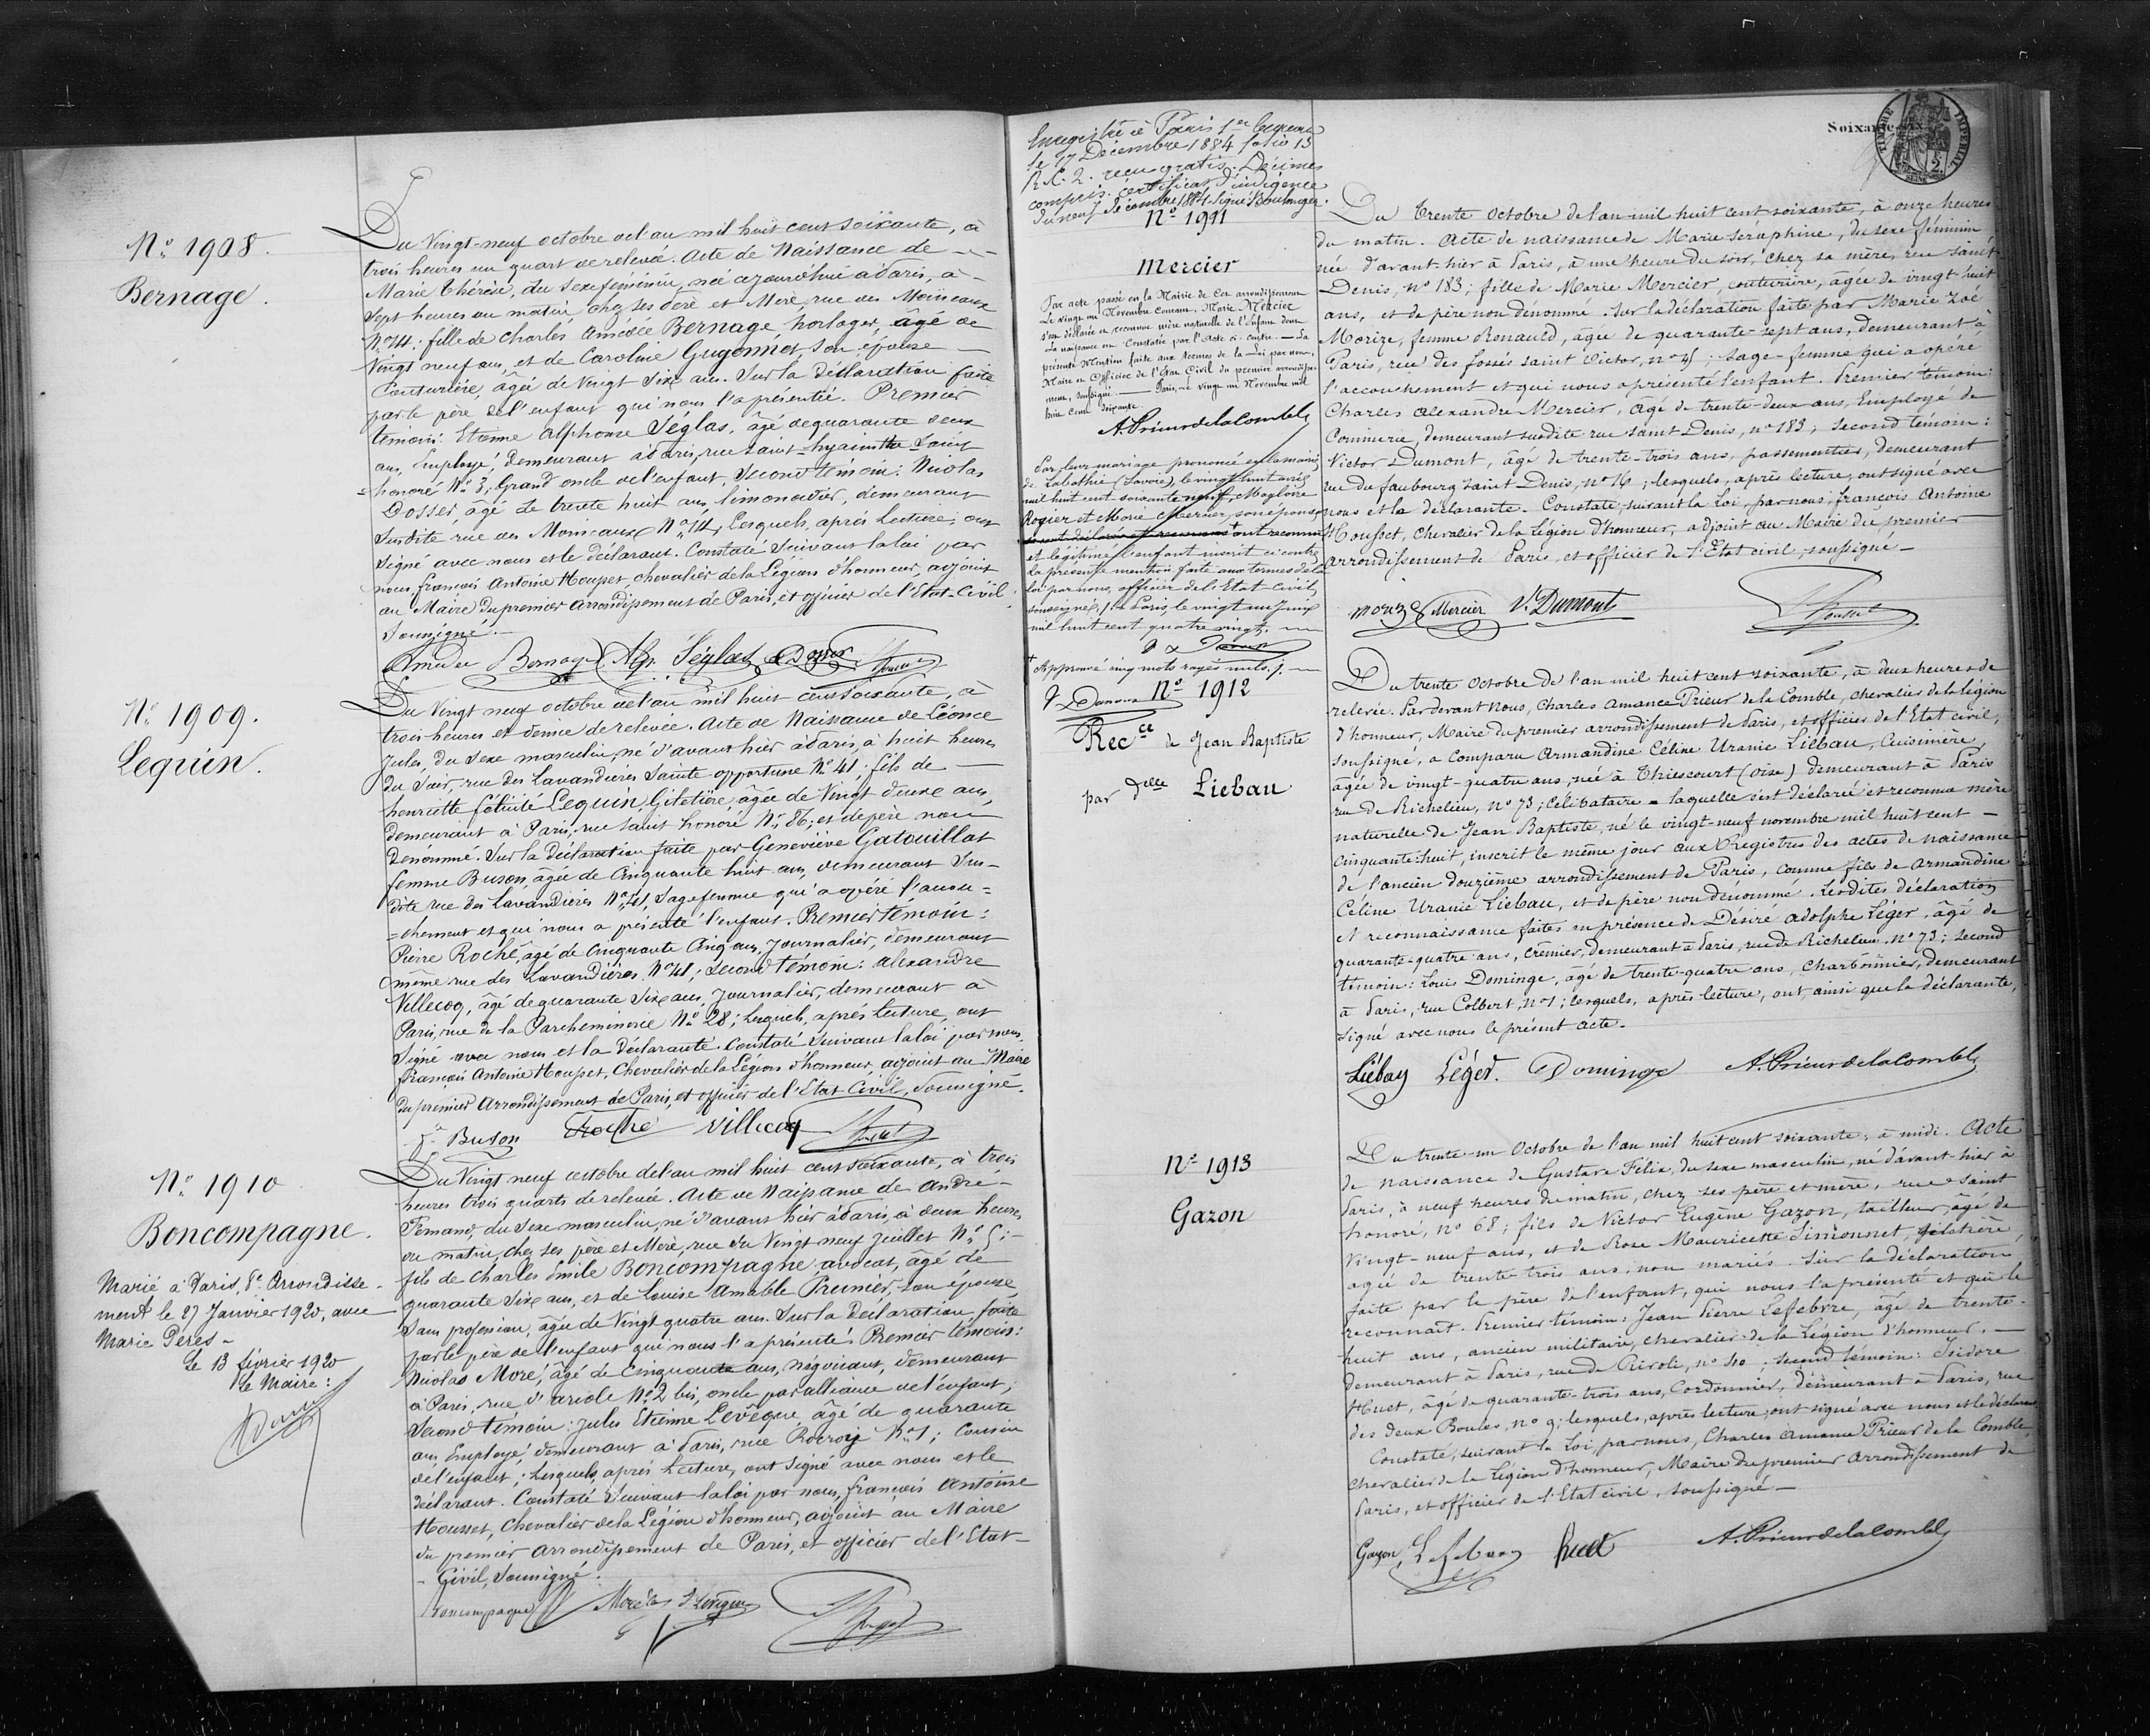 N° 1908.
Bernage.
Du Vingt-neuf octobre del'an mil huit cent soixante, à
trois heures un quart de relevée. Acte de Naissance de
Marie Thérèse, du sexe féminin, née aujourd'hui à Paris, à
sept heures du matin, chez ses père et Mère, rue des Moineaux
N° 14; fille de Charles Amédée Bernage, horloger, âgé de
Vingt neuf ans, et de Caroline Gugonnet, son épouse
Couturière, âgée de Vingt Six ans. Sur la Déclaration faite
par le père de l'enfant qui nous l'a présentée. Premier
témoin: Etienne Alphonse Séglas, âgé de quarante deux
ans, Employé, demeurant à Paris, rue Saint-hyacinthe Saint
=honoré N° 3, Grand oncle de l'enfant, Second témoin: Nicolas
Dosser, âgé de trente huit ans, limonadier, demeurant
susdite rue des Moineaux N° 14, Lesquels, après Lecture, ont
signé avec nous et le déclarant. Constaté Suivant la loi par
nous, françois Antoine Housset, chevalier de la Légion d'honneur, adjoint
au Maire du premier arrondissement de Paris, et officier de l'Etat-Civil,
soussigné.
Amédée Bernage Alp. Séglas Dosser Housset
N° 1909.
Lequin.
Du Vingt neuf octobre del'an mil huit cent soixante, à
trois heures et demie de relevée. Acte de Naissance de Léonce
Jules, du Sexe masculin, né d'avant hier à Paris, à huit heures
du Soir, rue des Lavandières Sainte opportune N° 41; fils de
henriette félicité Lequin, Giletière, âgée de Vingt deux ans,
demeurant à Paris, rue Saint honoré N° 86; et de père non
Dénommé. Sur la Déclaration faite par Geneviève Gatouillat
femme Buson, âgée de Cinquante huit ans, demeurant Sus-
dite rue des Lavandières N° 41, Sagefemme qui a opéré l'accou=
=chement et qui nous a présenté l'enfant. Premier témoin:
Pierre Roché, âgé de Cinquante Cinq ans, Journalier, demeurant
même rue des Lavandières N° 41; Second témoin: alexandre
Villecoq, âgé de quarante Six ans, Journalier, demeurant à
Paris, rue de la Parcheminerie N° 28; Lesquels, après Lecture, ont
signé avec nous et la Déclarante. Constaté Suivant la loi par nous
françois Antoine Housset, Chevalier de la Légion d'honneur, adjoint au Maire
du premier Arrondissement de Paris, et officier de l'Etat Civil, soussigné.
fe Buson Roché Villecoq Housset
N° 1910
Boncompagne.
Marié à Paris, 8e Arrondisse-
ment le 27 Janvier 1920, avec
Marie Peres -
Le 13 février 1920
Le Maire:
Du Vingt neuf octobre del'an mil huit cent soixante, à trois
heures trois quarts de relevée. Acte de Naissance de André
Fernand, du Sexe masculin, né d'avant hier à Paris, à deux heures
du matin, chez ses père et Mère, rue du Vingt neuf Juillet N° 5;
fils de Charles Emile Boncompagne, avocat, âgé de
quarante Six ans, et de Louise Amable Prunier, Son épouse
Sans profession, âgée de Vingt quatre ans. Sur la Déclaration faite
par le père de l'enfant qui nous l'a présenté. Premier témoin:
Nicolas Moré, âgé de Cinquante ans, négociant, demeurant
à Paris, rue d'arcole N° 2 bis, oncle par alliance de l'enfant;
Second témoin: Jules Etienne Levêque, âgé de quarante
ans, Employé, demeurant à Paris, rue Rocroy N° 1; Cousin
de l'enfant; Lesquels, après Lecture, ont signé avec nous et le
déclarant. Constaté Suivant la loi par nous, françois Antoine
Housset, Chevalier de la Légion d'honneur, adjoint au Maire
du premier arrondissement de Paris, et officier de l'Etat-
-Civil, Soussigné.
Boncompagne Moré Housset
Enregistré à Paris 1er bureau
le 17 Décembre 1884 folio 13
R.C. 2. reçu gratis. Décimes
compris. certificat d'indigence
du neuf Décembre 1884. Signé: Boulanger.
N° 1911
Mercier
Par acte passé en la Mairie de cet arrondissement
Le vingt un Novembre courant, Marie Mercier
s'est déclarée et reconnue mère naturelle de l'Enfant dont
La naissance est constatée par l'Acte ci-contre. - La
présente Mention faite aux termes de la Loi par nous,
Maire et Officier de l'Etat Civil du premier arrondisse-
ment, soussigné. - Paris, ce vingt un Novembre mil
huit cent soixante
A. Prieur de la Comble
Par leur mariage prononcé en la mairie
de Labathie (Savoie), le vingt huit avril
mil huit cent soixante neuf, Magloire
Rogier et Marie Mercier, son épouse,
ont reconnu
et légitimé l'enfant inscrit ci contre
La présente mention faite aux termes de la
loi par nous, officier de l'Etat-civil,
soussigné, à Paris, le vingt un Juin
mil huit cent quatre vingt.
+ Approuvé cinq mots rayés nuls.
N° 1912
Recce de Jean Baptiste
par delle Liebau
N° 1913
Gazon
Soixante
TIMBRE IMPERIAL
SEINE
Du trente octobre de l'an mil huit cent soixante, à onze heures
du matin. Acte de naissance de Marie Séraphine, du sexe féminin,
née d'avant-hier à Paris, à une heure du soir, chez sa mère, rue saint
Denis, n° 183; fille de Marie Mercier, couturière, âgée de vingt huit
ans, et de père non dénommé. Sur la déclaration faite par Marie Zoé
Morize, femme Renauld, âgée de quarante-sept ans, demeurant à
Paris, rue des fossés saint Victor, n° 45; sage-femme qui a opéré
l'accouchement et qui nous a présenté l'enfant. Premier témoin:
Charles Alexandre Mercier, âgé de trente-deux ans, Employé de
Commerce, demeurant susdite rue saint Denis, n° 183; second témoin:
Victor Dumont, âgé de trente-trois ans, passementier, demeurant
rue du faubourg saint Denis, n° 16; lesquels, après lecture, ont signé avec
nous et la déclarante. Constaté, suivant la Loi, par nous, françois Antoine
Housset, Chevalier de la Légion d'honneur, adjoint au Maire du premier
arrondissement de Paris, et officier de l'Etat civil, soussigné -
Morize Mercier V. Dumont Housset
Du trente Octobre de l'an mil huit cent soixante, à deux heures de
relevée. Par devant Nous, Charles Amance Prieur de la Comble, chevalier de la Légion
d'honneur, Maire du premier arrondissement de Paris, et officier de l'Etat civil,
soussigné, a comparu Armandine Céline Uranie Liébau, Cuisinière,
âgée de vingt-quatre ans, née à Thiescourt (oise) demeurant à Paris
rue de Richelieu, n° 73; célibataire - laquelle s'est déclarée et reconnue mère
naturelle de Jean Baptiste, né le vingt-neuf novembre mil huit cent -
cinquante-huit, inscrit le même jour aux Registres des actes de naissance
de l'ancien douzième arrondissement de Paris, comme fils de Armandine
Céline Uranie Liébau, et de père non dénommé. Lesdites déclaration
et reconnaissance faites en présence de Désiré Adolphe Léger, âgé de
quarante-quatre ans, crémier, demeurant à Paris, rue de Richelieu, n° 73; second
témoin: Louis Dominge, âgé de trente-quatre ans, charbonnier, demeurant
à Paris, rue Colbert, n° 1; lesquels, après lecture, ont, ainsi que la déclarante,
signé avec nous le présent acte.
Liébau Léger. Dominge A. Prieur de la Comble
Du trente-un Octobre de l'an mil huit cent soixante, à midi. Acte
de naissance de Gustave Félix, du sexe masculin, né d'avant-hier à
Paris, à neuf heures du matin, chez ses père et mère, rue saint
honoré, n° 68; fils de Victor Eugène Gazon, tailleur, âgé de
vingt-neuf ans, et de Rose Mauricette Simonnet, giletière,
âgée de trente-trois ans, non mariés. Sur la déclaration
faite par le père de l'enfant, qui nous l'a présenté et qui le
reconnait. Premier témoin: Jean Pierre Lefebvre, âgé de trente-
huit ans, ancien militaire, chevalier de la Légion d'honneur, -
demeurant à Paris, rue de Rivoli, n° 40; second témoin: Isidore
Huet, âgé de quarante-trois ans, Cordonnier, demeurant à Paris, rue
des Deux Boules, n° 9; lesquels, après lecture, ont signé avec nous et le déclarant
Constaté, suivant la Loi, par nous, Charles Amance Prieur de la Comble,
chevalier de la Légion d'honneur, Maire du premier arrondissement de
Paris, et officier de l'Etat civil, soussigné -
Gazon Lefebvre huet A. Prieur de la Comble